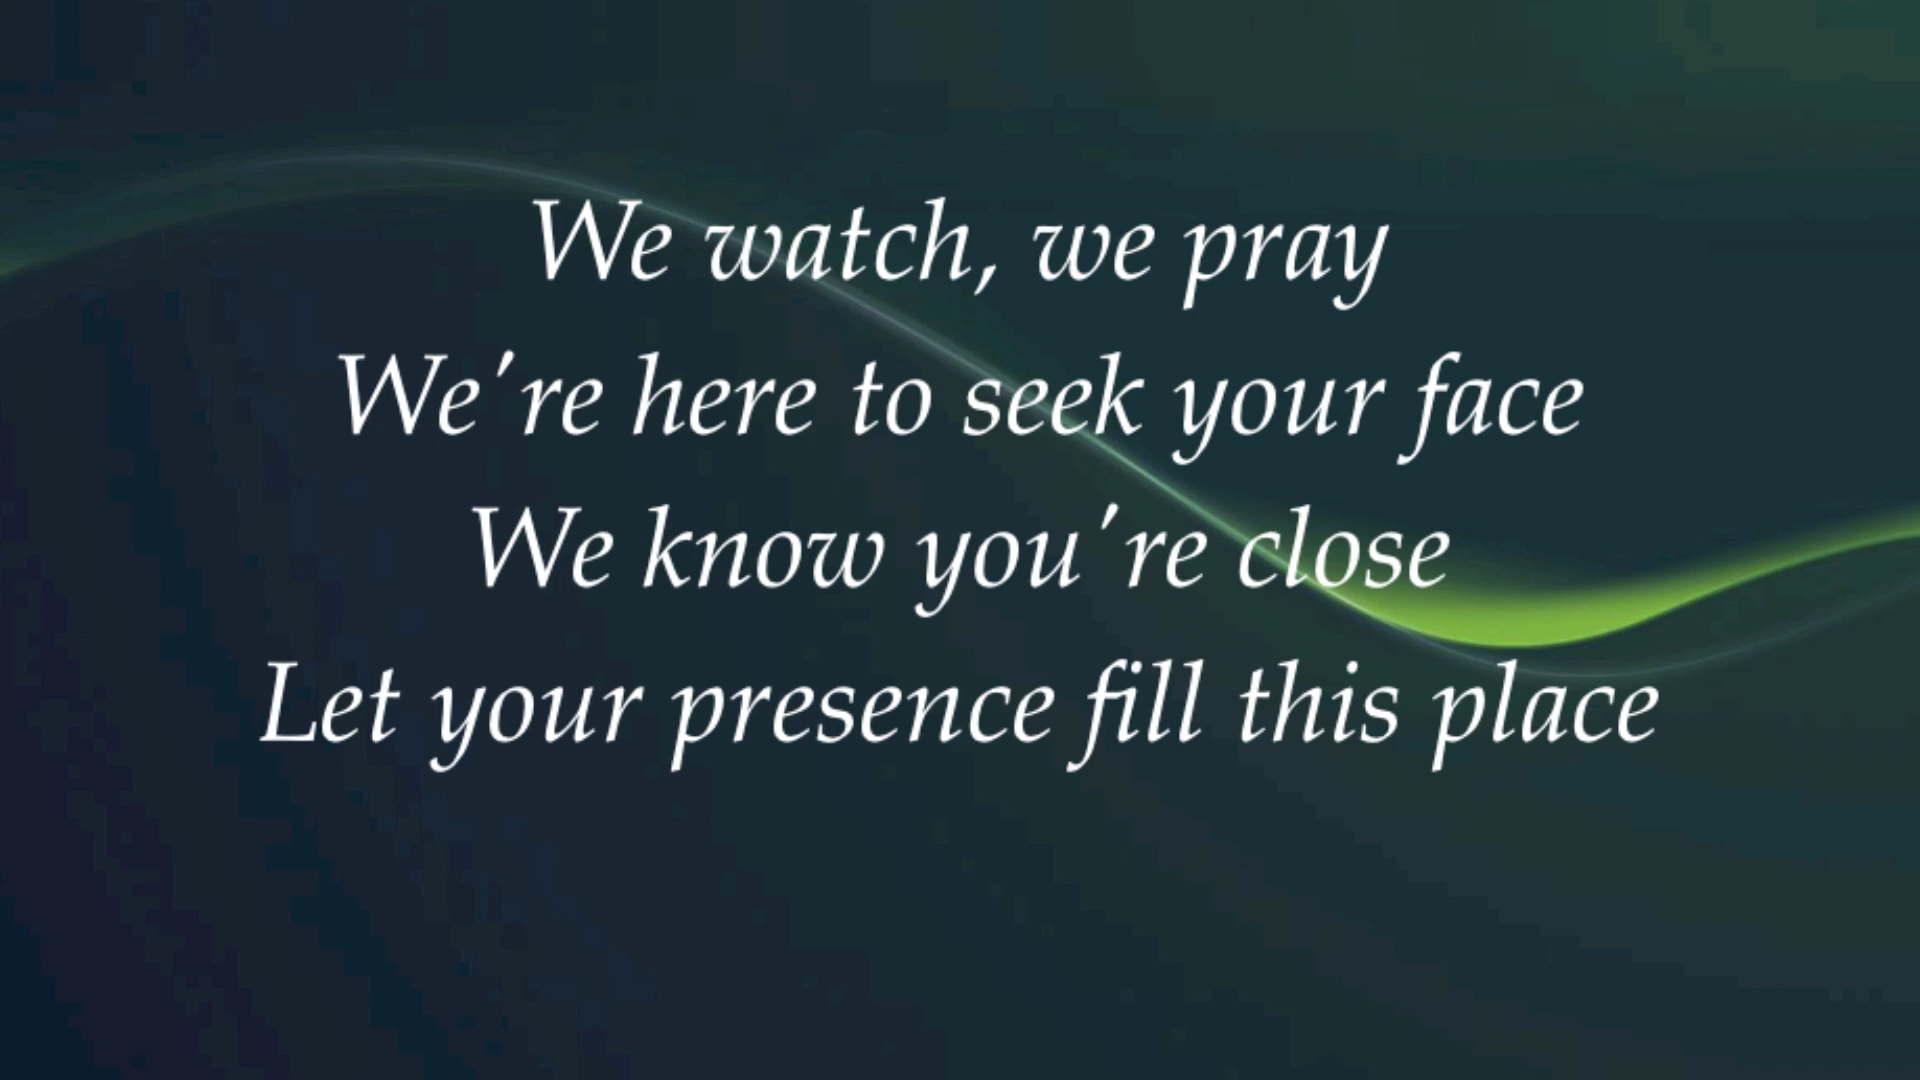 We watch, we pray
We're here to seek your face
We know you're close
Let your presence fill this place